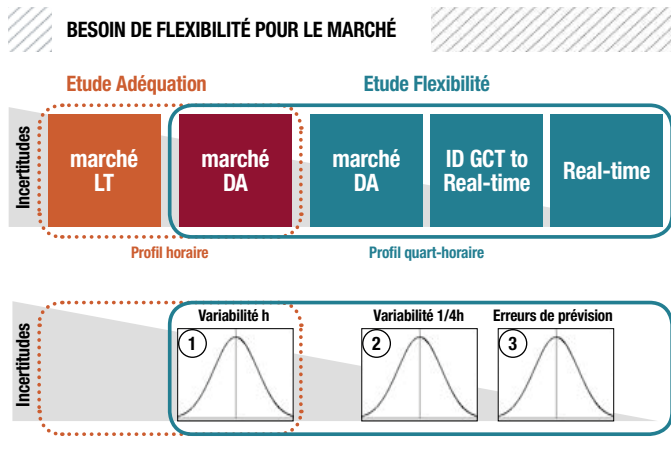 BESOIN DE FLEXIBILITÉ POUR LE MARCHÉ
Etude Adéquation
Etude Flexibilité
Incertitudes
marché
LT
marché
DA
marché
DA
ID GCT to
Real-time
Real-time
Profil horaire
Profil quart-horaire
Incertitudes
Variabilité h
1
Variabilité 1/4h
2
Erreurs de prévision
3